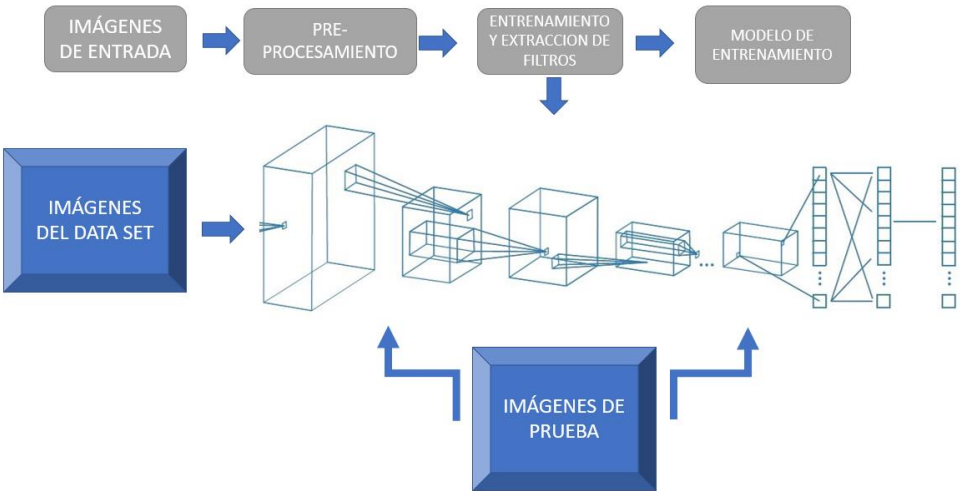 IMÁGENES
DE ENTRADA
PRE-
PROCESAMIENTO
ENTRENAMIENTO
Y EXTRACCION DE
FILTROS
MODELO DE
ENTRENAMIENTO
IMÁGENES
DEL DATA SET
IMÁGENES DE
PRUEBA